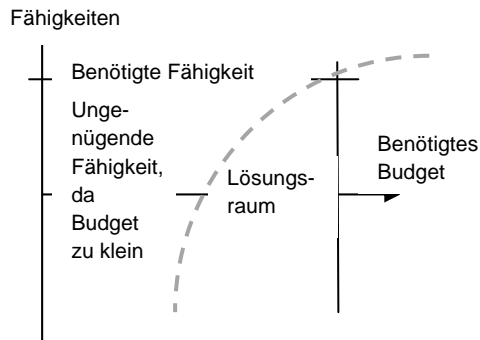 Fähigkeiten
Benötigte Fähigkeit
Unge-
nügende
Fähigkeit,
da
Budget
zu klein
Lösungs-
raum
Benötigtes
Budget